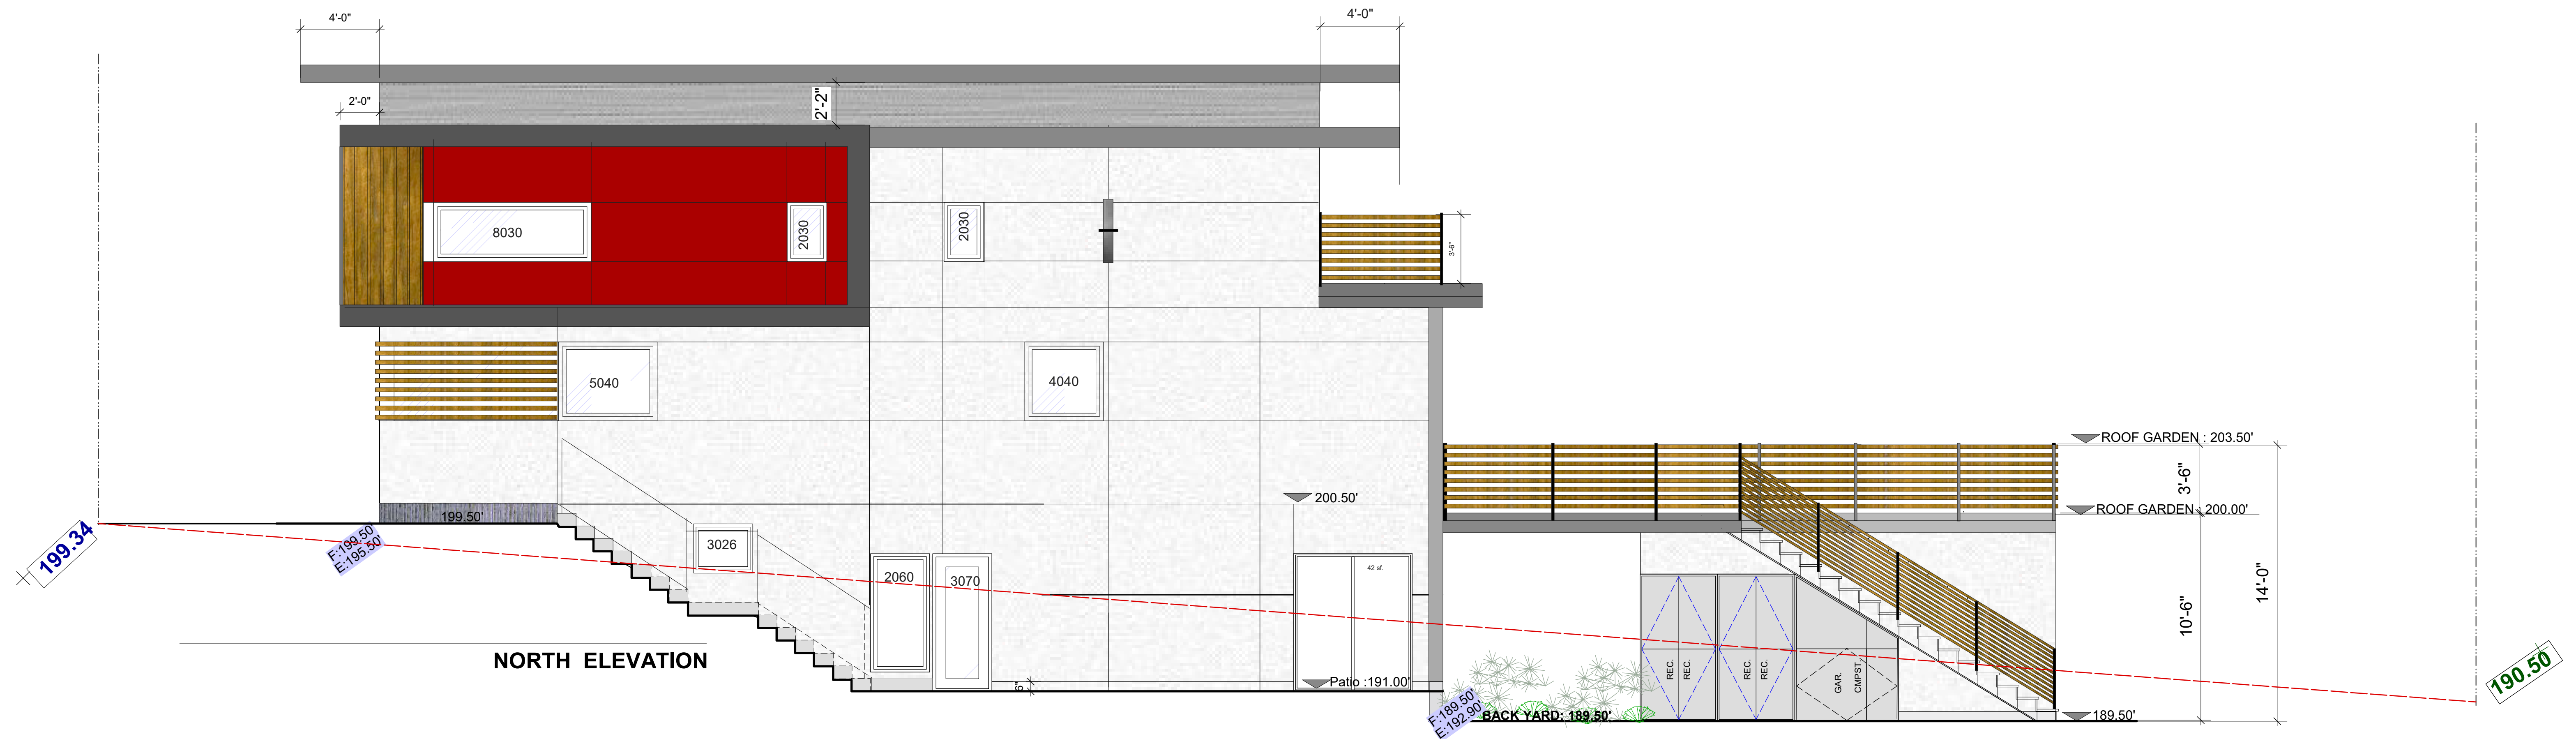 4'-0"
4'-0"
2'-0"
2'-2"
8030
2030
2030
3'-6"
5040
4040
ROOF GARDEN : 203.50'
3'-6"
200.50'
ROOF GARDEN : 200.00'
199.50'
199.34
F:199.50'
E:195.50'
3026
2060
3070
42 sf.
14'-0"
10'-6"
NORTH ELEVATION
REC.
REC.
REC.
REC.
GAR.
CMPST.
6"
Patio :191.00'
190.50
F:189.50'
E:192.90'
BACK YARD: 189.50'
189.50'